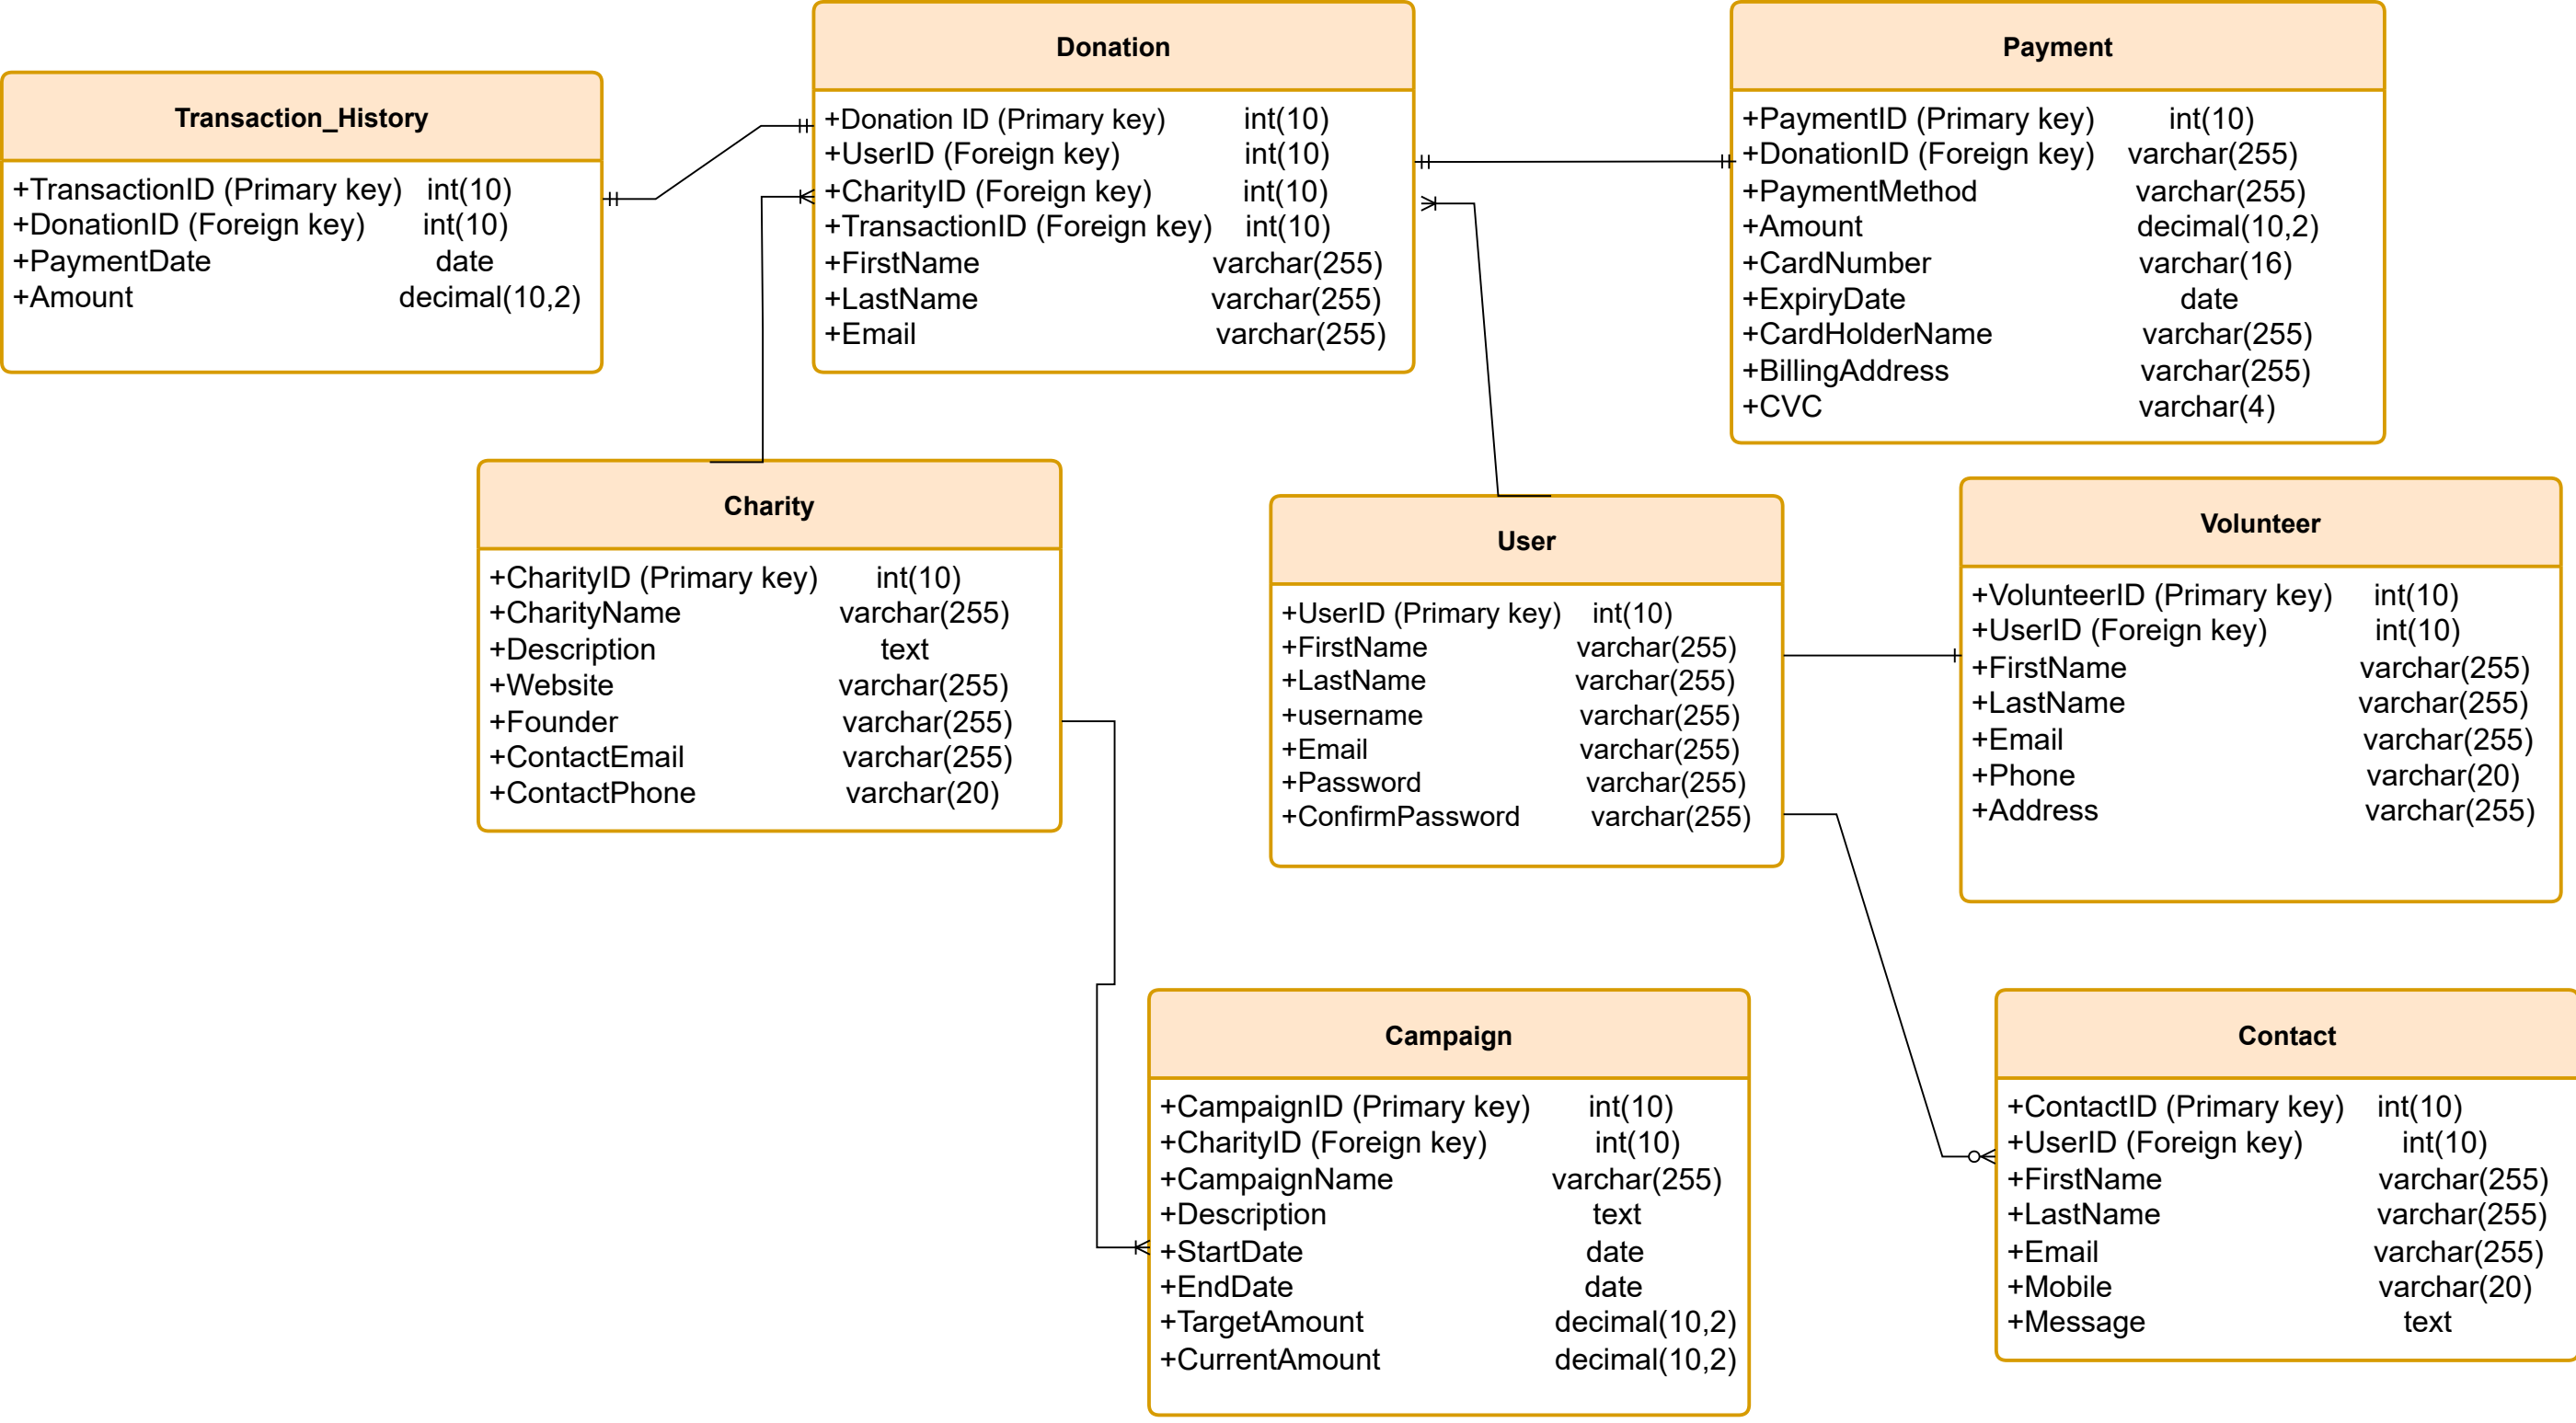 Transaction_History
+TransactionID (Primary key) int(10)
+DonationID (Foreign key) int(10)
+PaymentDate date
+Amount decimal(10,2)
Donation
+Donation ID (Primary key) int(10)
+UserID (Foreign key) int(10)
+CharityID (Foreign key) int(10)
+TransactionID (Foreign key) int(10)
+FirstName varchar(255)
+LastName varchar(255)
+Email varchar(255)
Payment
+PaymentID (Primary key) int(10)
+DonationID (Foreign key) varchar(255)
+PaymentMethod varchar(255)
+Amount decimal(10,2)
+CardNumber varchar(16)
+ExpiryDate date
+CardHolderName varchar(255)
+BillingAddress varchar(255)
+CVC varchar(4)
Charity
+CharityID (Primary key) int(10)
+CharityName varchar(255)
+Description text
+Website varchar(255)
+Founder varchar(255)
+ContactEmail varchar(255)
+ContactPhone varchar(20)
User
+UserID (Primary key) int(10)
+FirstName varchar(255)
+LastName varchar(255)
+username varchar(255)
+Email varchar(255)
+Password varchar(255)
+ConfirmPassword varchar(255)
Volunteer
+VolunteerID (Primary key) int(10)
+UserID (Foreign key) int(10)
+FirstName varchar(255)
+LastName varchar(255)
+Email varchar(255)
+Phone varchar(20)
+Address varchar(255)
Campaign
+CampaignID (Primary key) int(10)
+CharityID (Foreign key) int(10)
+CampaignName varchar(255)
+Description text
+StartDate date
+EndDate date
+TargetAmount decimal(10,2)
+CurrentAmount decimal(10,2)
Contact
+ContactID (Primary key) int(10)
+UserID (Foreign key) int(10)
+FirstName varchar(255)
+LastName varchar(255)
+Email varchar(255)
+Mobile varchar(20)
+Message text